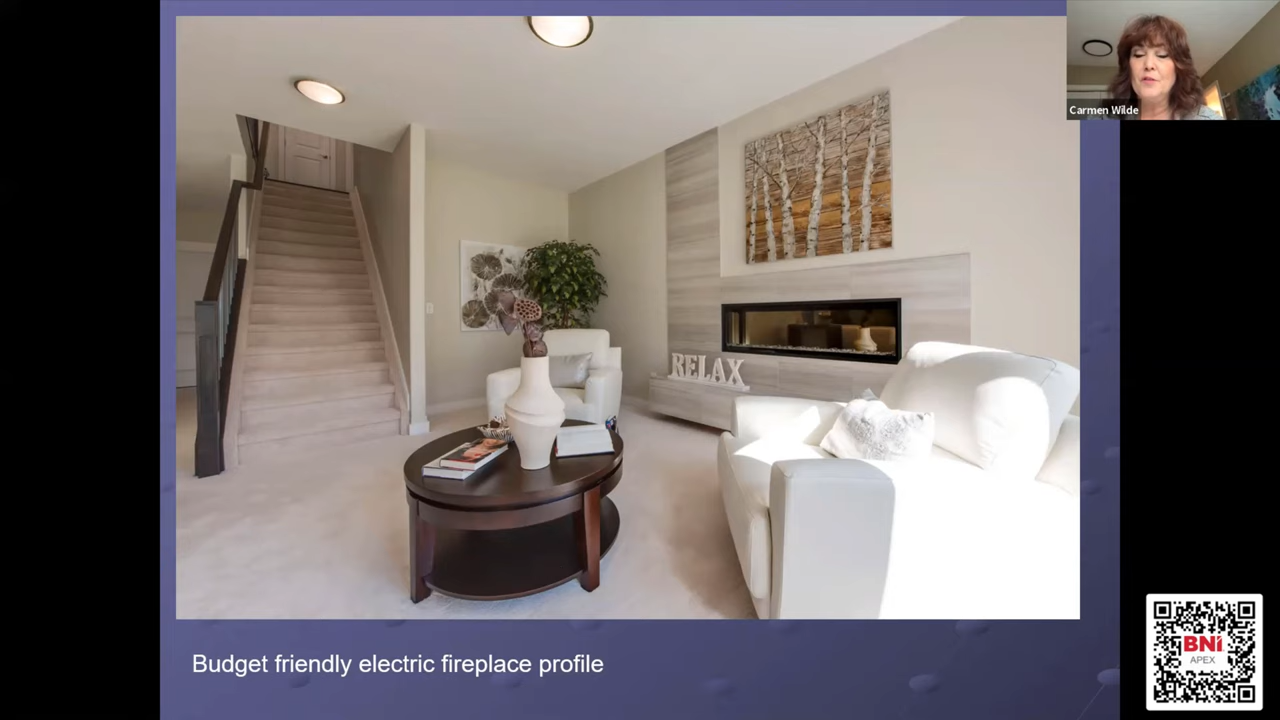 Carmen Wilde
RELAX
Budget friendly electric fireplace profile
BNI
APEX